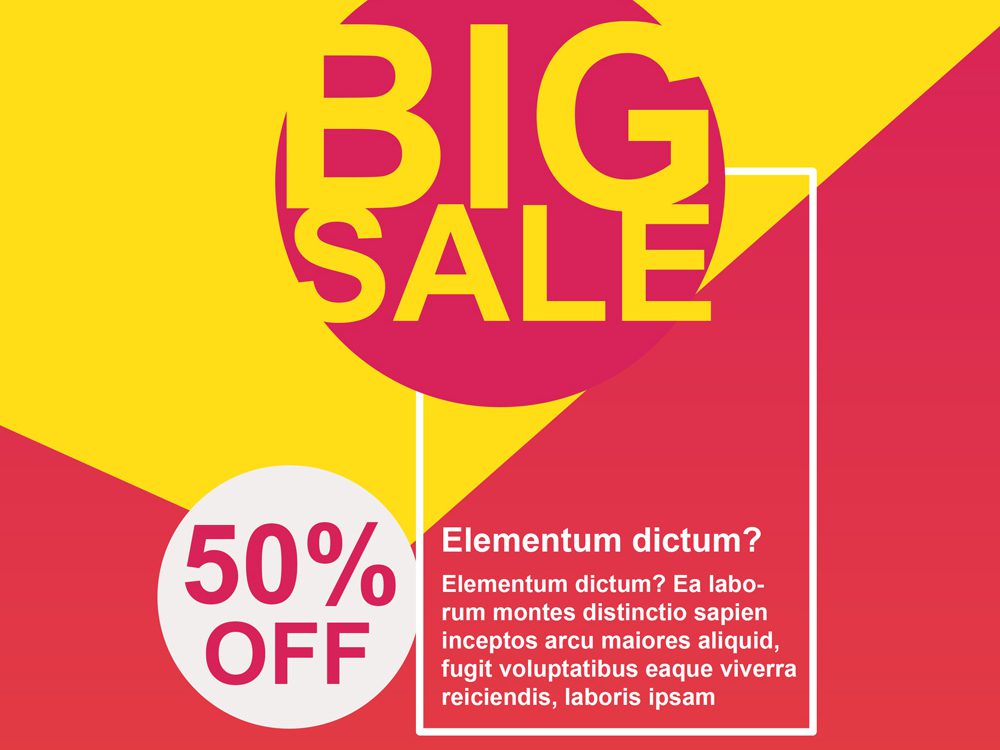 BIG
SALE
50%
OFF
Elementum dictum?
Elementum dictum? Ea labo-
rum montes distinctio sapien
inceptos arcu maiores aliquid,
fugit voluptatibus eaque viverra
reiciendis, laboris ipsam